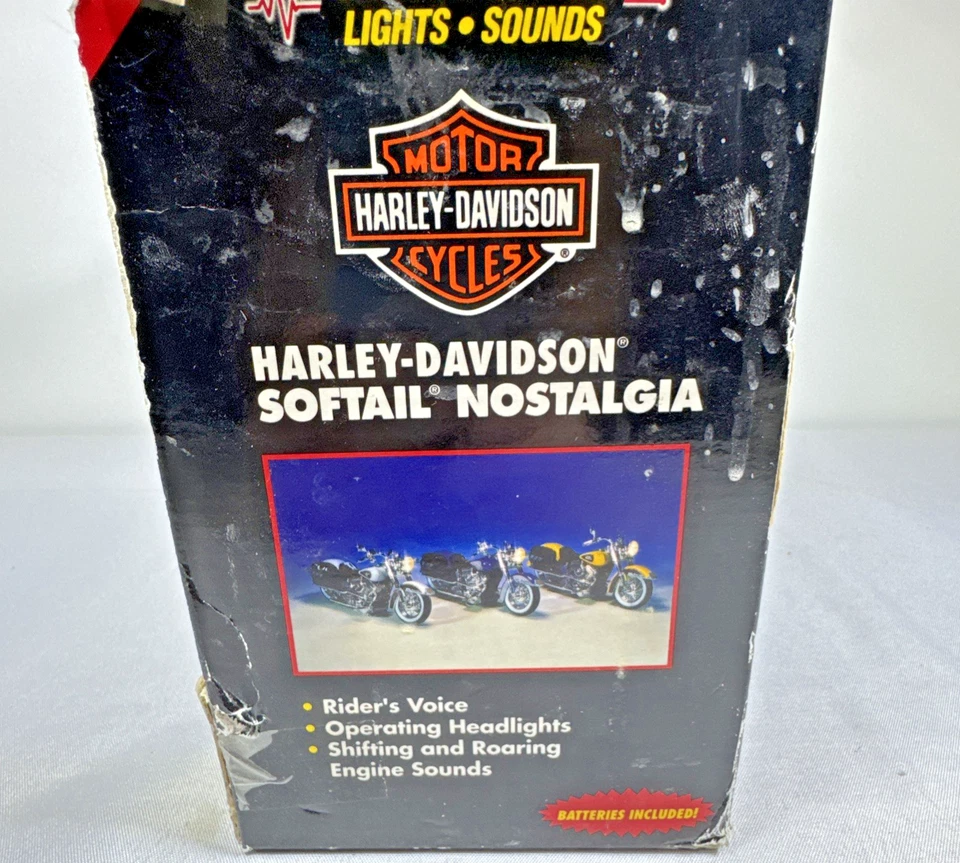 LIGHTS • SOUNDS
MOTOR
HARLEY-DAVIDSON
CYCLES ®
HARLEY-DAVIDSON®
SOFTAIL® NOSTALGIA
• Rider's Voice
• Operating Headlights
• Shifting and Roaring
Engine Sounds
BATTERIES INCLUDED!